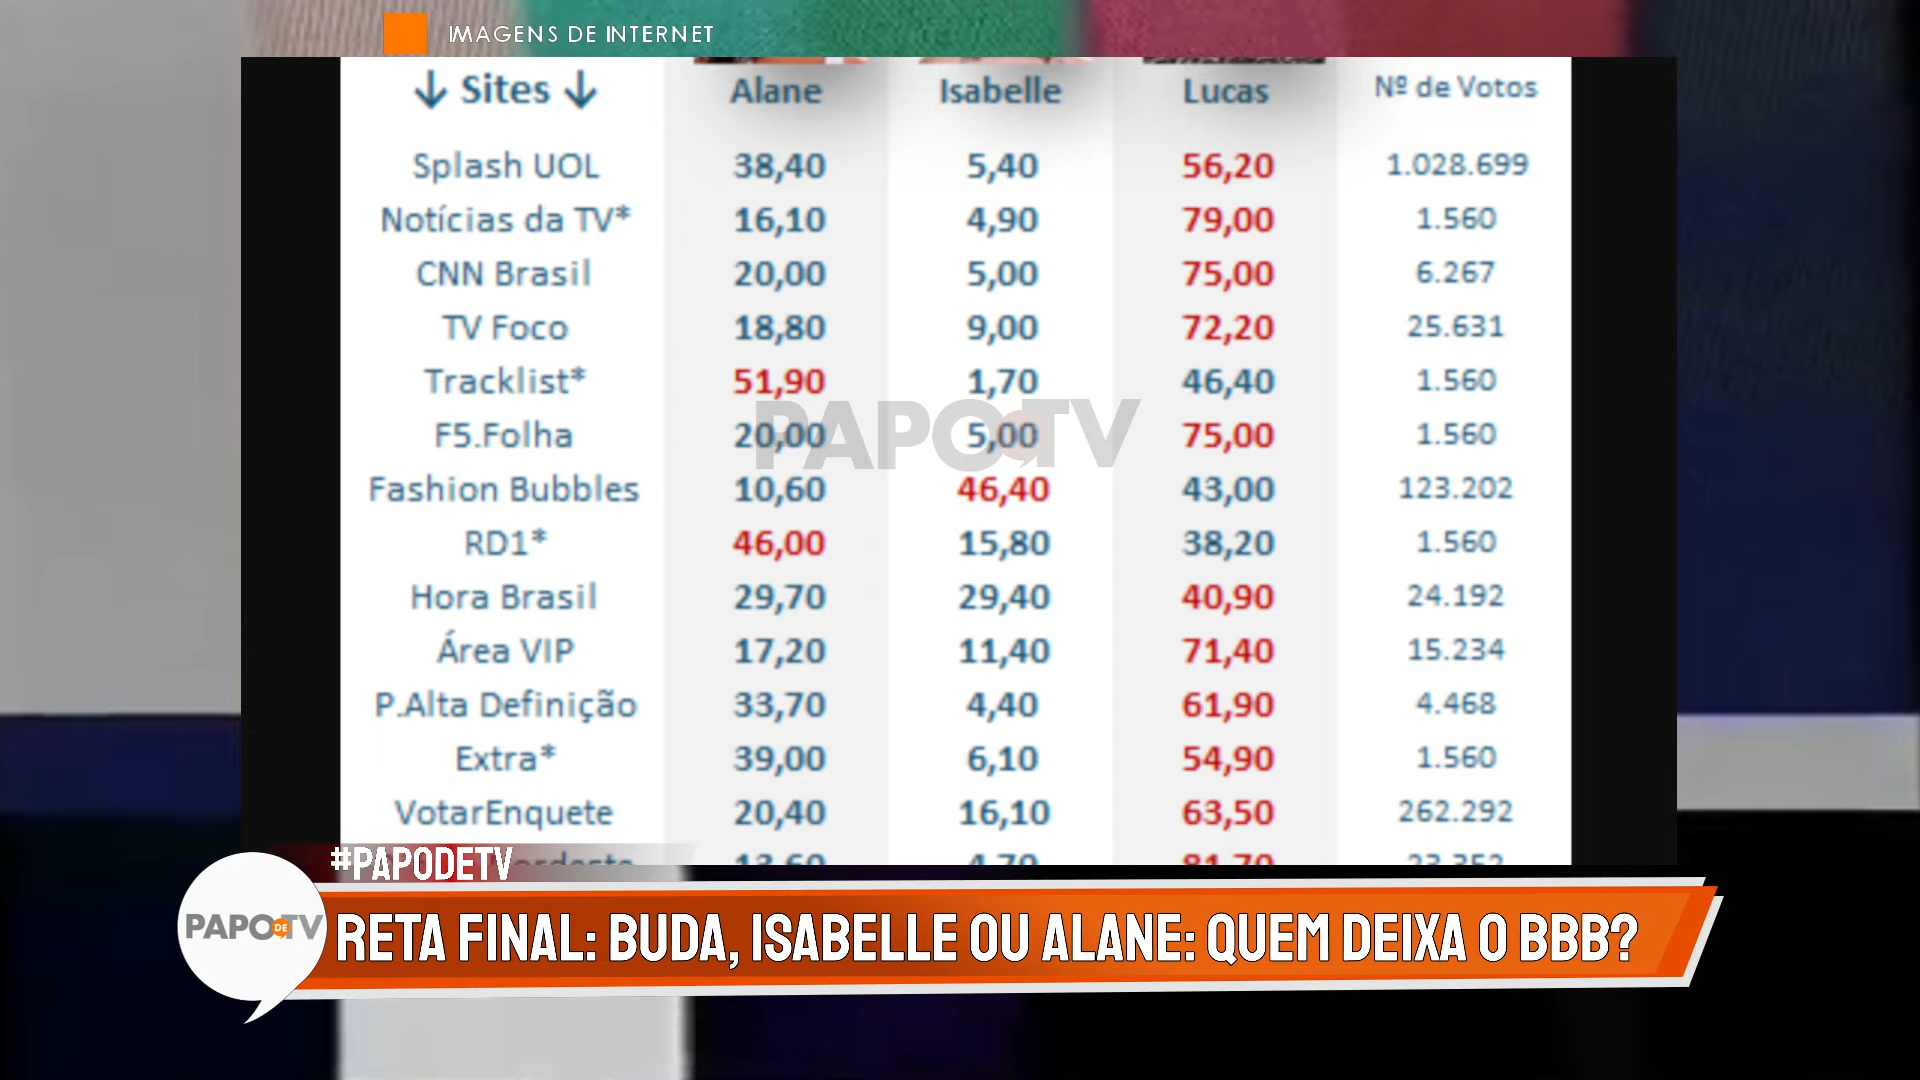 IMAGENS DE INTERNET
↓ Sites ↓ Alane Isabelle Lucas Nº de Votos
Splash UOL 38,40 5,40 56,20 1.028.699
Notícias da TV* 16,10 4,90 79,00 1.560
CNN Brasil 20,00 5,00 75,00 6.267
TV Foco 18,80 9,00 72,20 25.631
Tracklist* 51,90 1,70 46,40 1.560
F5.Folha 20,00 5,00 75,00 1.560
PAPO TV
Fashion Bubbles 10,60 46,40 43,00 123.202
RD1* 46,00 15,80 38,20 1.560
Hora Brasil 29,70 29,40 40,90 24.192
Área VIP 17,20 11,40 71,40 15.234
P.Alta Definição 33,70 4,40 61,90 4.468
Extra* 39,00 6,10 54,90 1.560
VotarEnquete 20,40 16,10 63,50 262.292
13,60 4,70 81,70 23.352
#PAPODETV
PAPO DE TV
RETA FINAL: BUDA, ISABELLE OU ALANE: QUEM DEIXA O BBB?